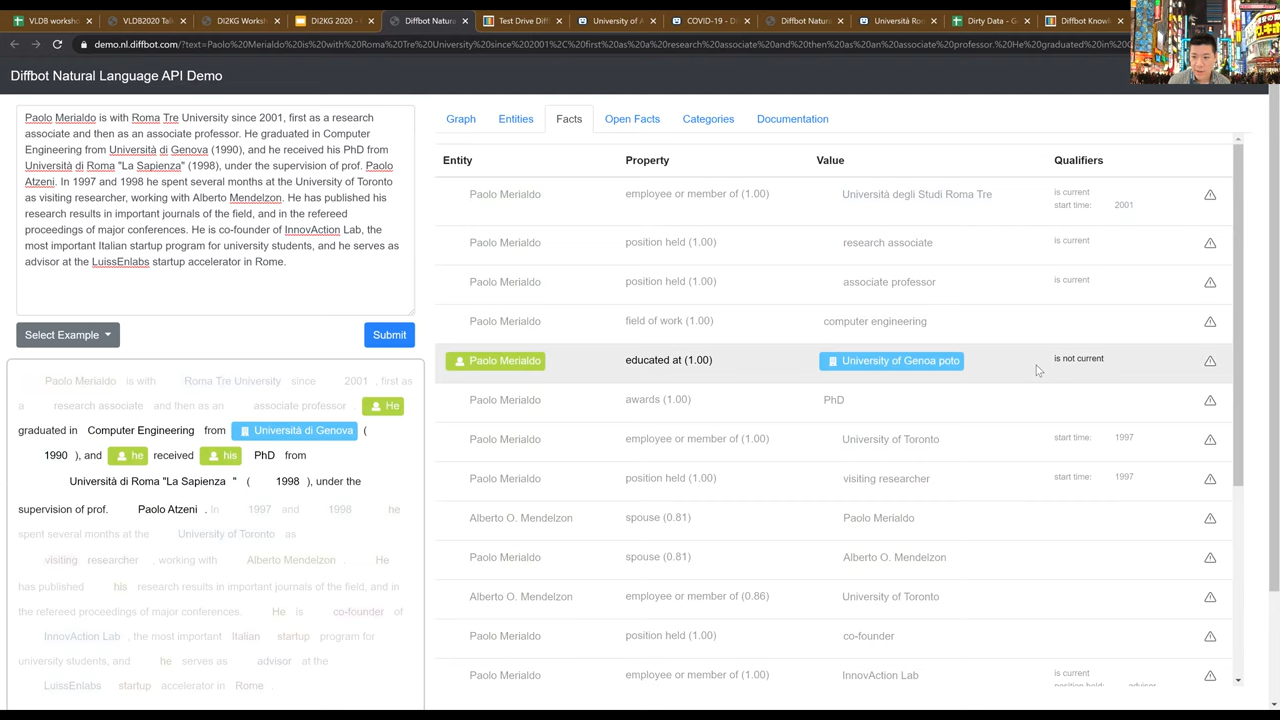 VLDB works
VLDB2020 Tal
DI2KG Works
DI2KG 2020 -
Diffbot Natur
Test Drive DI
University of A
COVID-19 - D
Diffbot Neural
Università Ro
Dirty Data - G
Diffbot Know
demo.nl.diffbot.com/?text=Paolo%20Merialdo%20is%20with%20Roma%20Tre%20University%20since%202001%2C%20first%20as%20a%20research%20associate%20and%20then%20as%20an%20associate%20professor.%20He%20graduated%20in%20C
Diffbot Natural Language API Demo
Paolo Merialdo is with Roma Tre University since 2001, first as a research
associate and then as an associate professor. He graduated in Computer
Engineering from Università di Genova (1990), and he received his PhD from
Università di Roma "La Sapienza" (1998), under the supervision of prof. Paolo
Atzeni. In 1997 and 1998 he spent several months at the University of Toronto
as visiting researcher, working with Alberto Mendelzon. He has published his
research results in important journals of the field, and in the refereed
proceedings of major conferences. He is co-founder of InnovAction Lab, the
most important Italian startup program for university students, and he serves as
advisor at the LuissEnlabs startup accelerator in Rome.
Select Example
Submit
Paolo Merialdo is with Roma Tre University since 2001 , first as
a research associate and then as an associate professor . He
graduated in Computer Engineering from Università di Genova (
1990 ), and he received his PhD from
Università di Roma "La Sapienza " ( 1998 ), under the
supervision of prof. Paolo Atzeni . In 1997 and 1998 he
spent several months at the University of Toronto as
visiting researcher , working with Alberto Mendelzon . He
has published his research results in important journals of the field, and in
the refereed proceedings of major conferences. He is co-founder of
InnovAction Lab , the most important Italian startup program for
university students, and he serves as advisor at the
LuissEnlabs startup accelerator in Rome .
Graph Entities Facts Open Facts Categories Documentation
Entity Property Value Qualifiers
Paolo Merialdo employee or member of (1.00) Università degli Studi Roma Tre is current
start time: 2001
Paolo Merialdo position held (1.00) research associate is current
Paolo Merialdo position held (1.00) associate professor is current
Paolo Merialdo field of work (1.00) computer engineering
Paolo Merialdo educated at (1.00) University of Genoa poto is not current
Paolo Merialdo awards (1.00) PhD
Paolo Merialdo employee or member of (1.00) University of Toronto start time: 1997
Paolo Merialdo position held (1.00) visiting researcher start time: 1997
Alberto O. Mendelzon spouse (0.81) Paolo Merialdo
Paolo Merialdo spouse (0.81) Alberto O. Mendelzon
Alberto O. Mendelzon employee or member of (0.86) University of Toronto
Paolo Merialdo position held (1.00) co-founder
Paolo Merialdo employee or member of (1.00) InnovAction Lab is current
position held: advisor